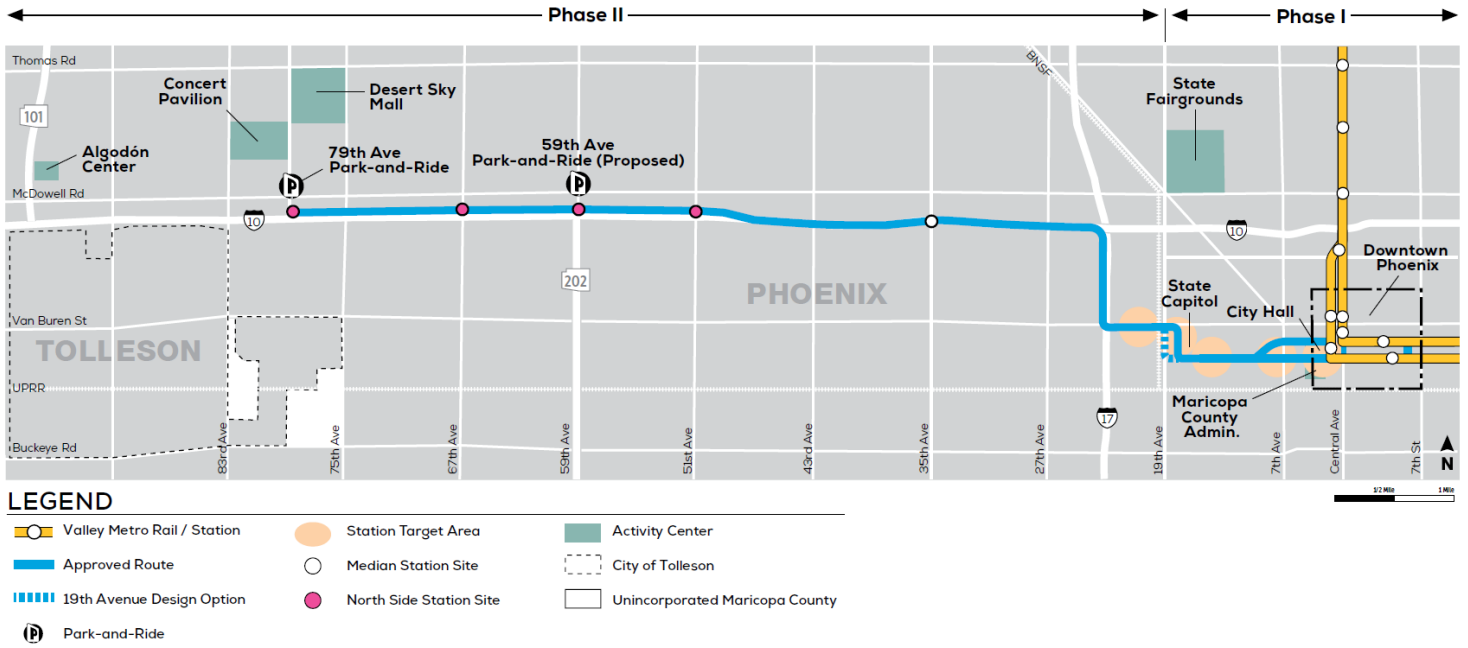 Phase II
Phase I
Thomas Rd
BNSF
Concert
Pavilion
Desert Sky
Mall
State
Fairgrounds
101
Algodón
Center
79th Ave
Park-and-Ride
59th Ave
Park-and-Ride (Proposed)
McDowell Rd
10
10
202
PHOENIX
Downtown
Phoenix
State
Capitol
City Hall
Van Buren St
TOLLESON
UPRR
Maricopa
County
Admin.
17
Buckeye Rd
83rd Ave
75th Ave
67th Ave
59th Ave
51st Ave
43rd Ave
35th Ave
27th Ave
19th Ave
7th Ave
Central Ave
7th St
N
1/2 Mile
1 Mile
LEGEND
Valley Metro Rail / Station
Station Target Area
Activity Center
Approved Route
Median Station Site
City of Tolleson
19th Avenue Design Option
North Side Station Site
Unincorporated Maricopa County
P
Park-and-Ride